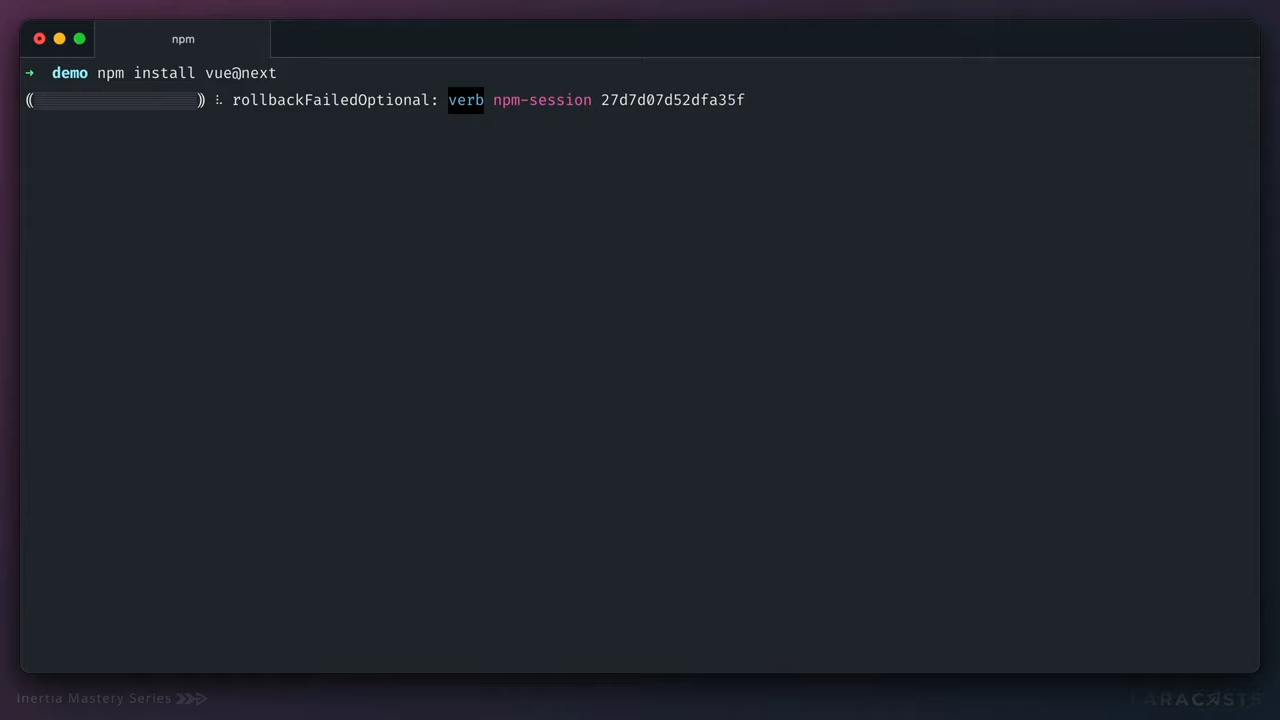 npm
→ demo npm install vue@next
(( )) ⠧ rollbackFailedOptional: verb npm-session 27d7d07d52dfa35f
Inertia Mastery Series
LARACASTS